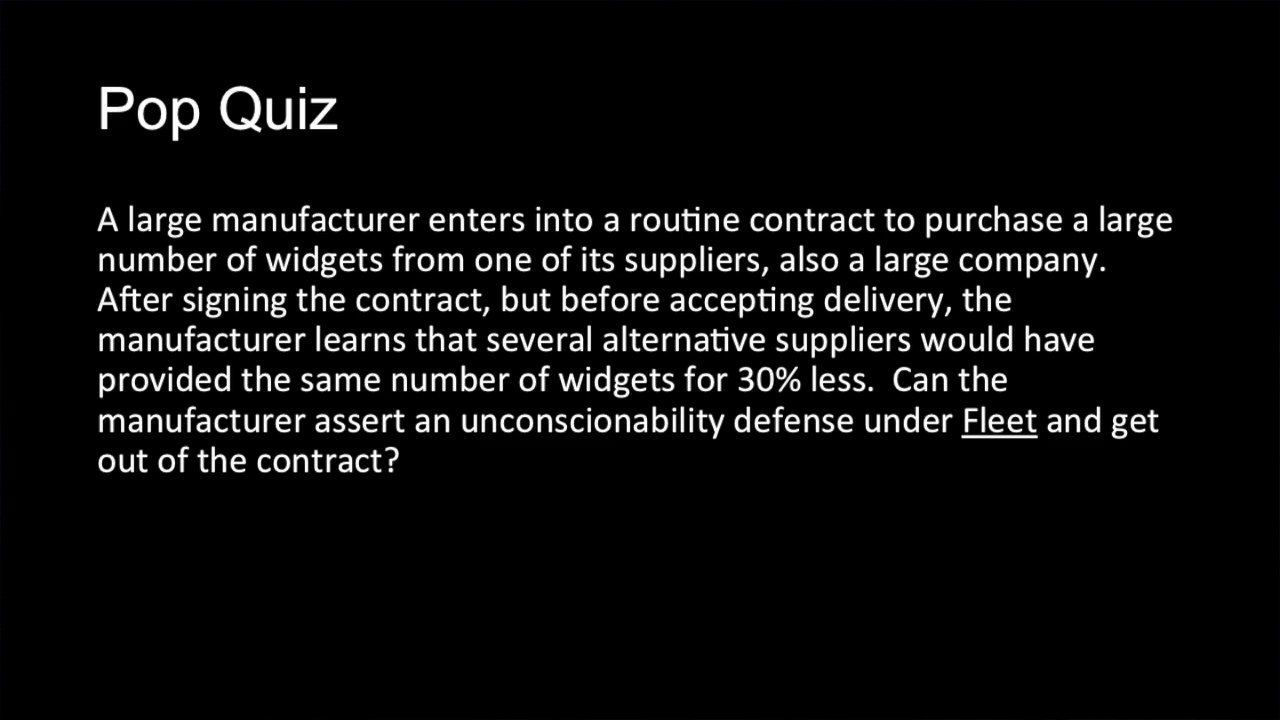 Pop Quiz
A large manufacturer enters into a routine contract to purchase a large
number of widgets from one of its suppliers, also a large company.
After signing the contract, but before accepting delivery, the
manufacturer learns that several alternative suppliers would have
provided the same number of widgets for 30% less.  Can the
manufacturer assert an unconscionability defense under Fleet and get
out of the contract?